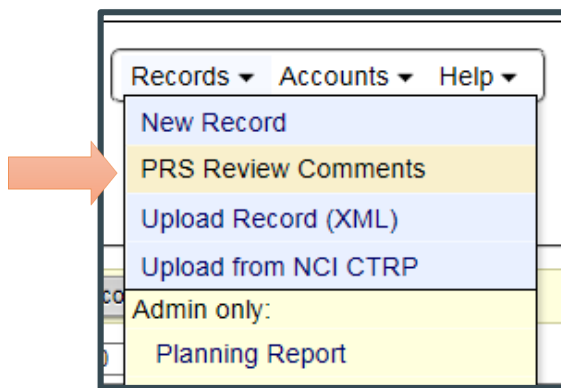 Records ▾ Accounts ▾ Help ▾
New Record
PRS Review Comments
Upload Record (XML)
Upload from NCI CTRP
co
Admin only:
)
Planning Report